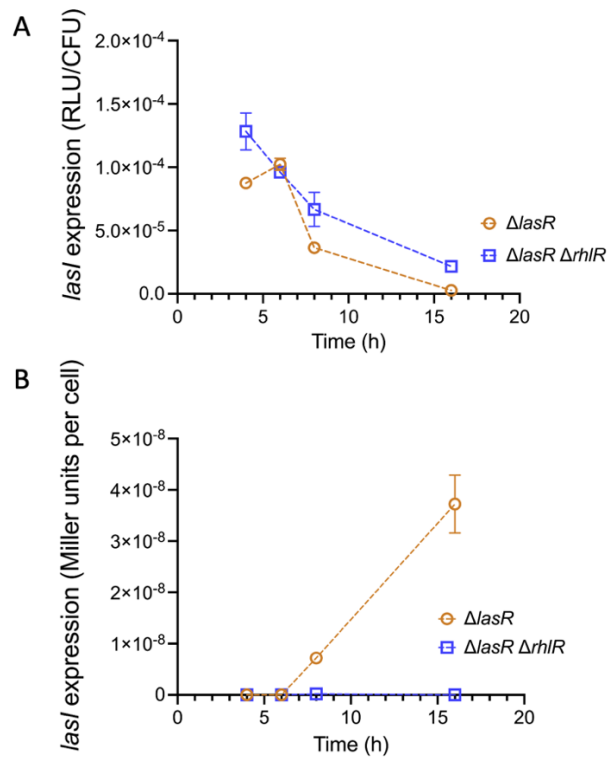 A
lasI expression (RLU/CFU)
2.0×10⁻⁴
1.5×10⁻⁴
1.0×10⁻⁴
5.0×10⁻⁵
0.0
0 5 10 15 20
Time (h)
ΔlasR
ΔlasR ΔrhlR
B
lasI expression (Miller units per cell)
5×10⁻⁸
4×10⁻⁸
3×10⁻⁸
2×10⁻⁸
1×10⁻⁸
0
0 5 10 15 20
Time (h)
ΔlasR
ΔlasR ΔrhlR